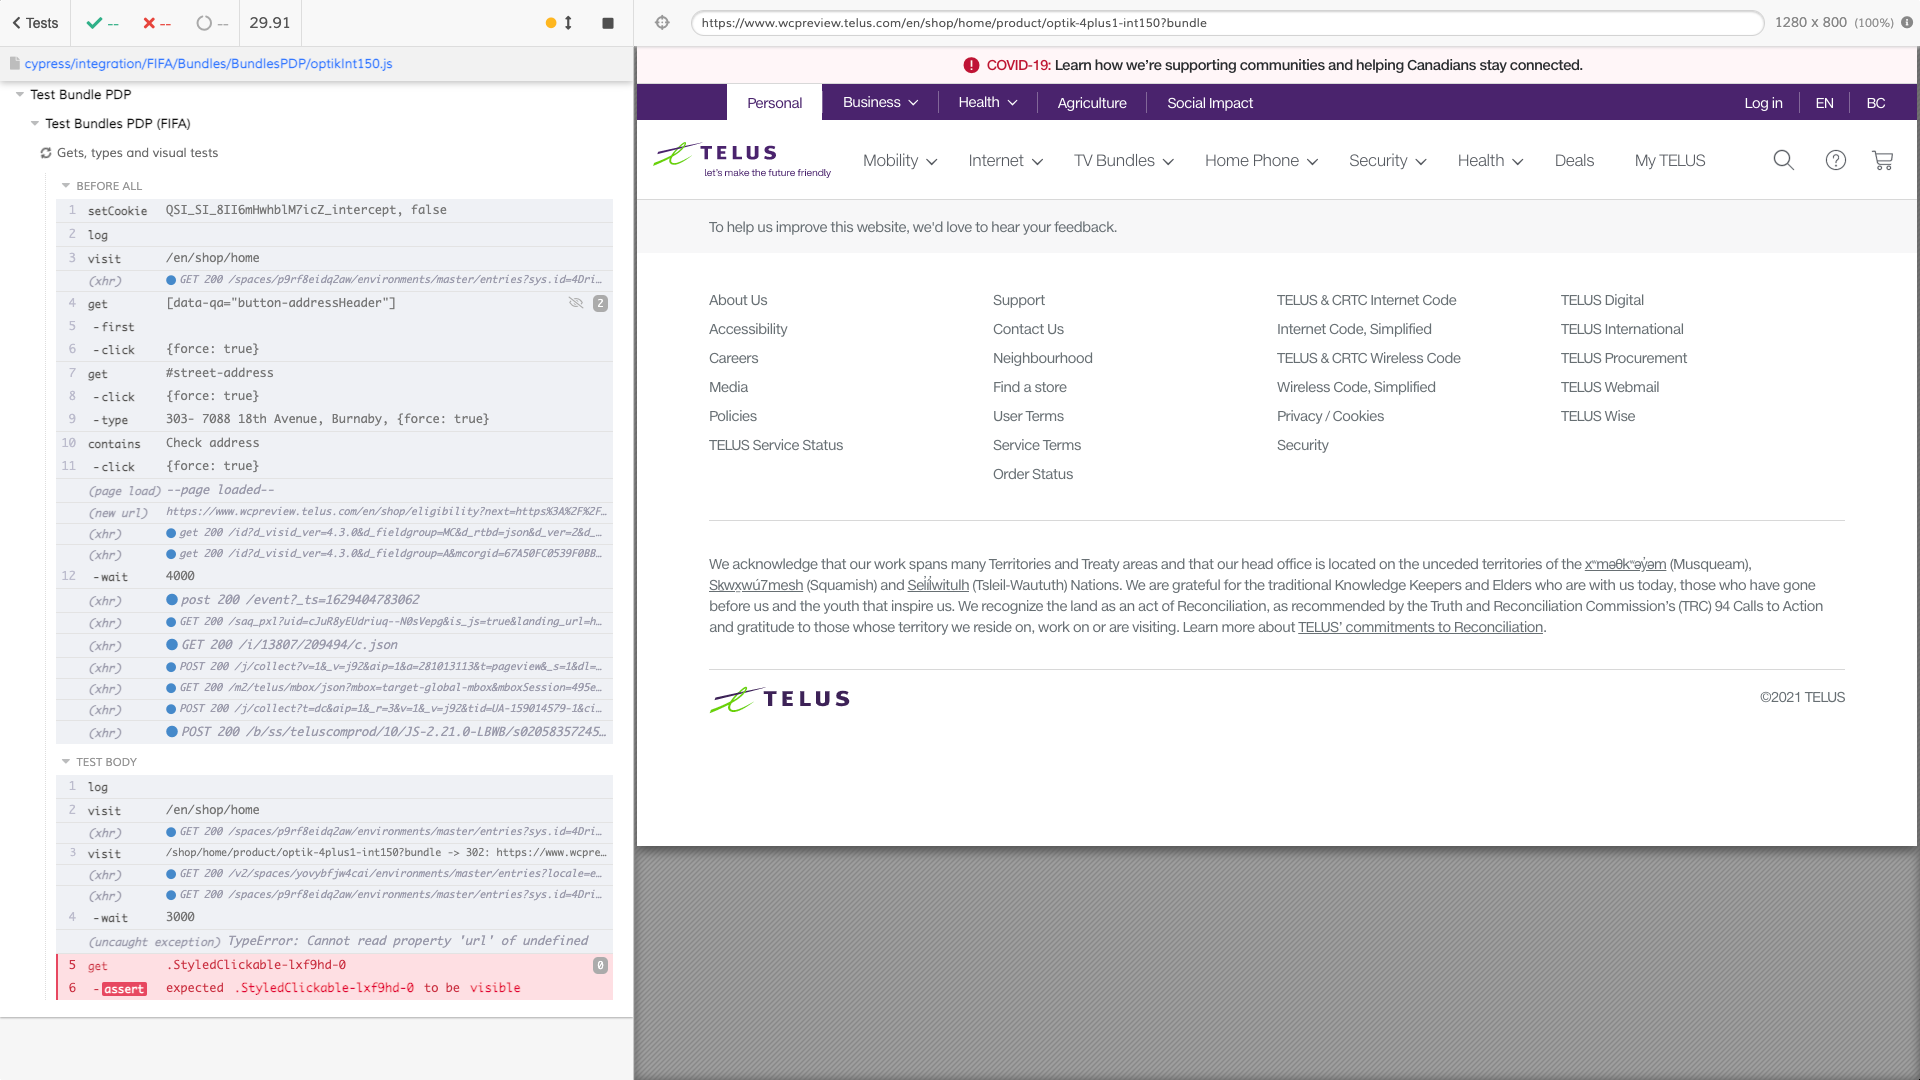 Tests
--
--
--
29.91
https://www.wcpreview.telus.com/en/shop/home/product/optik-4plus1-int150?bundle
1280 x 800 (100%)
cypress/integration/FIFA/Bundles/BundlesPDP/optikInt150.js
Test Bundle PDP
Test Bundles PDP (FIFA)
Gets, types and visual tests
BEFORE ALL
1 setCookie QSI_SI_8II6mHwhblM7icZ_intercept, false
2 log
3 visit /en/shop/home
(xhr) GET 200 /spaces/p9rf8eidq2aw/environments/master/entries?sys.id=4Dri...
4 get [data-qa="button-addressHeader"] 2
5 -first
6 -click {force: true}
7 get #street-address
8 -click {force: true}
9 -type 303- 7088 18th Avenue, Burnaby, {force: true}
10 contains Check address
11 -click {force: true}
(page load) --page loaded--
(new url) https://www.wcpreview.telus.com/en/shop/eligibility?next=https%3A%2F%2F...
(xhr) get 200 /id?d_visid_ver=4.3.0&d_fieldgroup=MC&d_rtbd=json&d_ver=2&d_...
(xhr) get 200 /id?d_visid_ver=4.3.0&d_fieldgroup=A&mcorgid=67A50FC0539F0BB...
12 -wait 4000
(xhr) post 200 /event?_ts=1629404783062
(xhr) GET 200 /saq_pxl?uid=cJuR8yEUdriuq--N0sVepg&is_js=true&landing_url=h...
(xhr) GET 200 /i/13807/209494/c.json
(xhr) POST 200 /j/collect?v=1&_v=j92&aip=1&a=281013113&t=pageview&_s=1&dl=...
(xhr) GET 200 /m2/telus/mbox/json?mbox=target-global-mbox&mboxSession=495e...
(xhr) POST 200 /j/collect?t=dc&aip=1&_r=3&v=1&_v=j92&tid=UA-159014579-1&ci...
(xhr) POST 200 /b/ss/teluscomprod/10/JS-2.21.0-LBWB/s02058357245...
TEST BODY
1 log
2 visit /en/shop/home
(xhr) GET 200 /spaces/p9rf8eidq2aw/environments/master/entries?sys.id=4Dri...
3 visit /shop/home/product/optik-4plus1-int150?bundle -> 302: https://www.wcpre...
(xhr) GET 200 /v2/spaces/yovybfjw4cai/environments/master/entries?locale=e...
(xhr) GET 200 /spaces/p9rf8eidq2aw/environments/master/entries?sys.id=4Dri...
4 -wait 3000
(uncaught exception) TypeError: Cannot read property 'url' of undefined
5 get .StyledClickable-lxf9hd-0 0
6 -assert expected .StyledClickable-lxf9hd-0 to be visible
COVID-19: Learn how we're supporting communities and helping Canadians stay connected.
Personal Business Health Agriculture Social Impact Log in EN BC
TELUS
let's make the future friendly
Mobility Internet TV Bundles Home Phone Security Health Deals My TELUS
To help us improve this website, we'd love to hear your feedback.
About Us
Accessibility
Careers
Media
Policies
TELUS Service Status
Support
Contact Us
Neighbourhood
Find a store
User Terms
Service Terms
Order Status
TELUS & CRTC Internet Code
Internet Code, Simplified
TELUS & CRTC Wireless Code
Wireless Code, Simplified
Privacy / Cookies
Security
TELUS Digital
TELUS International
TELUS Procurement
TELUS Webmail
TELUS Wise
We acknowledge that our work spans many Territories and Treaty areas and that our head office is located on the unceded territories of the xʷməθkʷəy̓əm (Musqueam),
Sḵwx̱wú7mesh (Squamish) and Sel̓íl̓witulh (Tsleil-Waututh) Nations. We are grateful for the traditional Knowledge Keepers and Elders who are with us today, those who have gone
before us and the youth that inspire us. We recognize the land as an act of Reconciliation, as recommended by the Truth and Reconciliation Commission's (TRC) 94 Calls to Action
and gratitude to those whose territory we reside on, work on or are visiting. Learn more about TELUS' commitments to Reconciliation.
TELUS
©2021 TELUS